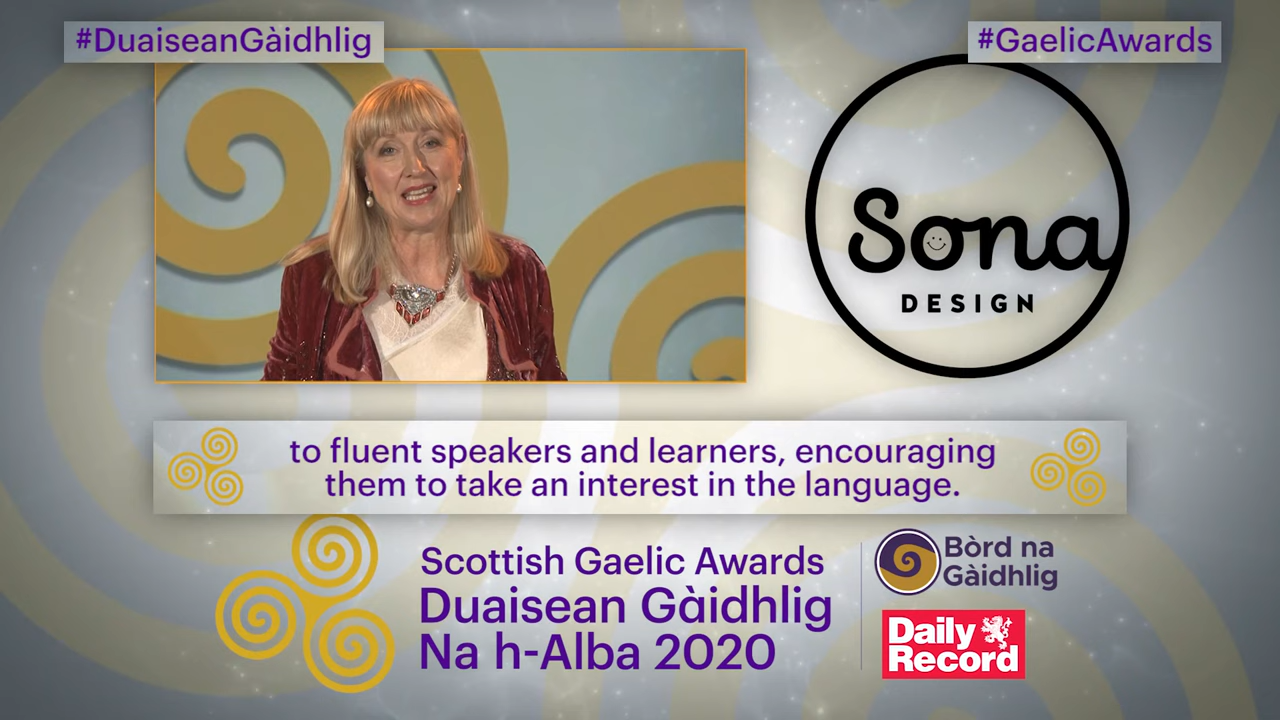 #DuaiseanGàidhlig
#GaelicAwards
Sona
DESIGN
to fluent speakers and learners, encouraging
them to take an interest in the language.
Scottish Gaelic Awards
Duaisean Gàidhlig
Na h-Alba 2020
Bòrd na
Gàidhlig
Daily
Record